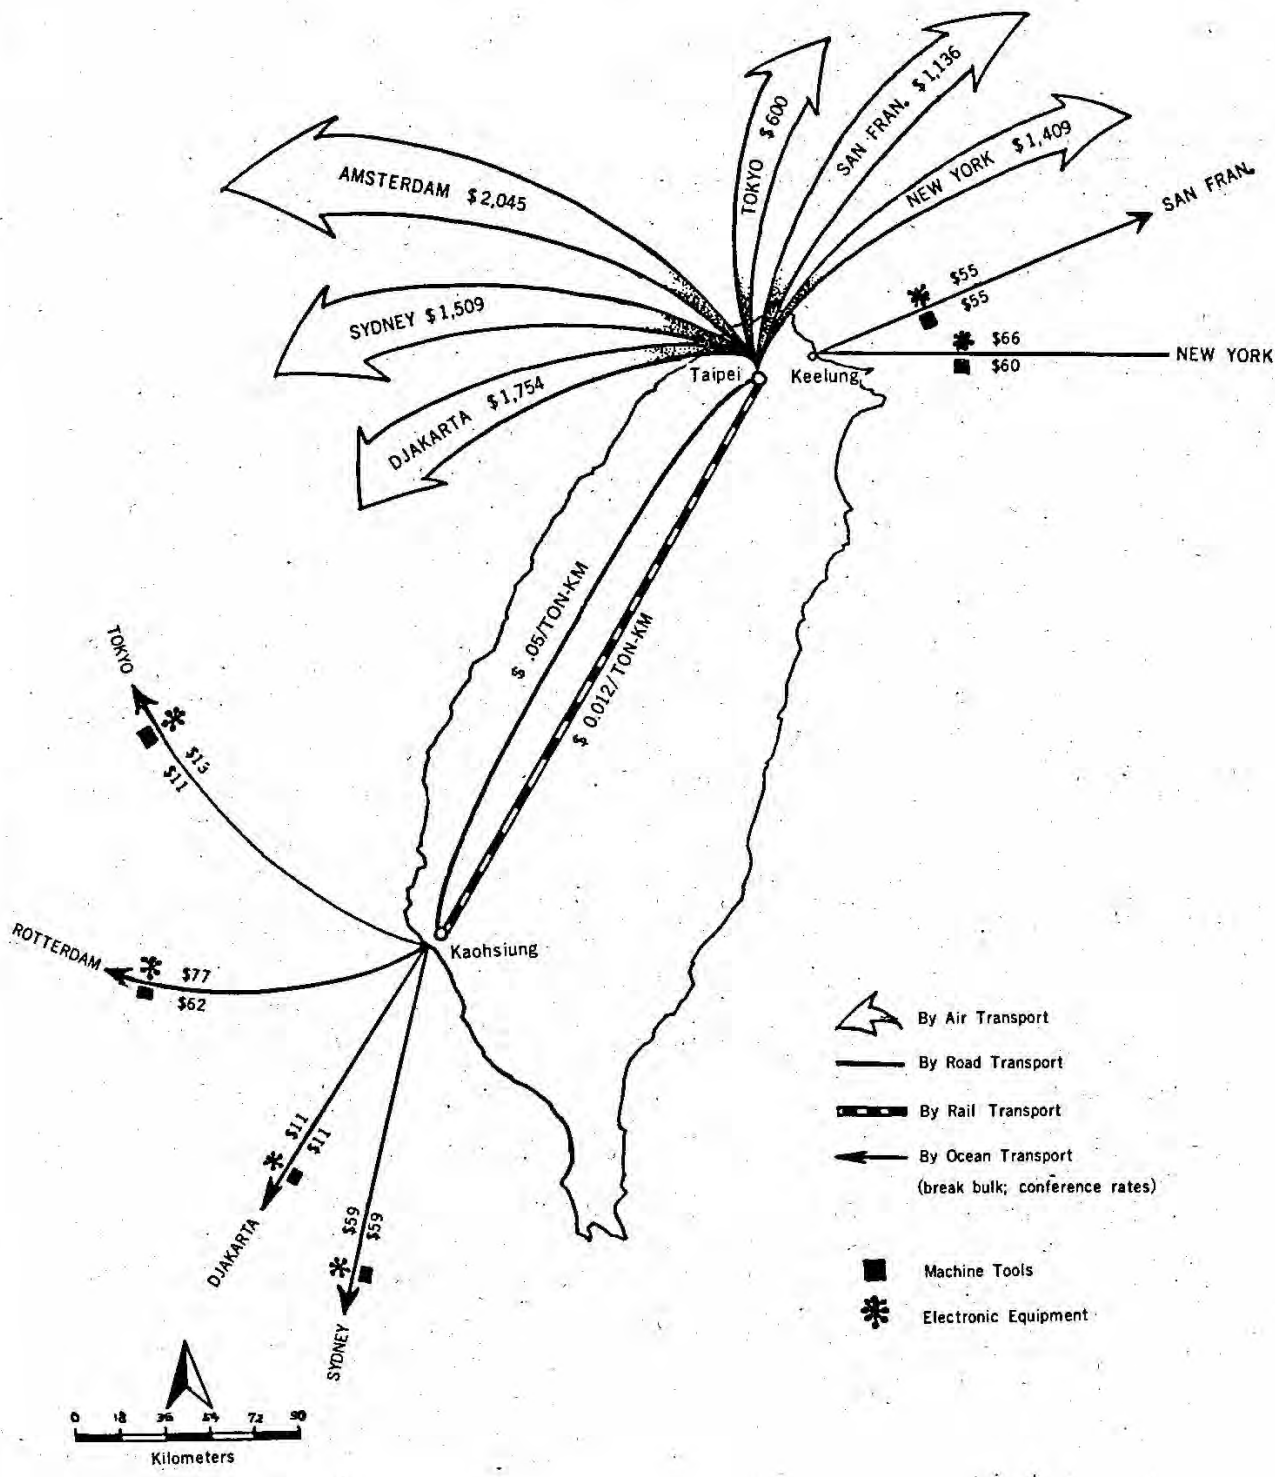 TOKYO $600
SAN FRAN. $1,136
NEW YORK $1,409
AMSTERDAM $2,045
SYDNEY $1,509
DJAKARTA $1,754
SAN FRAN.
$55
$55
$66
$60
NEW YORK
Taipei
Keelung
$ .05/TON-KM
$ 0.012/TON-KM
TOKYO
$15
$11
ROTTERDAM
$77
$62
Kaohsiung
$11
$11
DJAKARTA
$59
$59
SYDNEY
By Air Transport
By Road Transport
By Rail Transport
By Ocean Transport
(break bulk; conference rates)
Machine Tools
Electronic Equipment
0 18 36 54 72 90
Kilometers